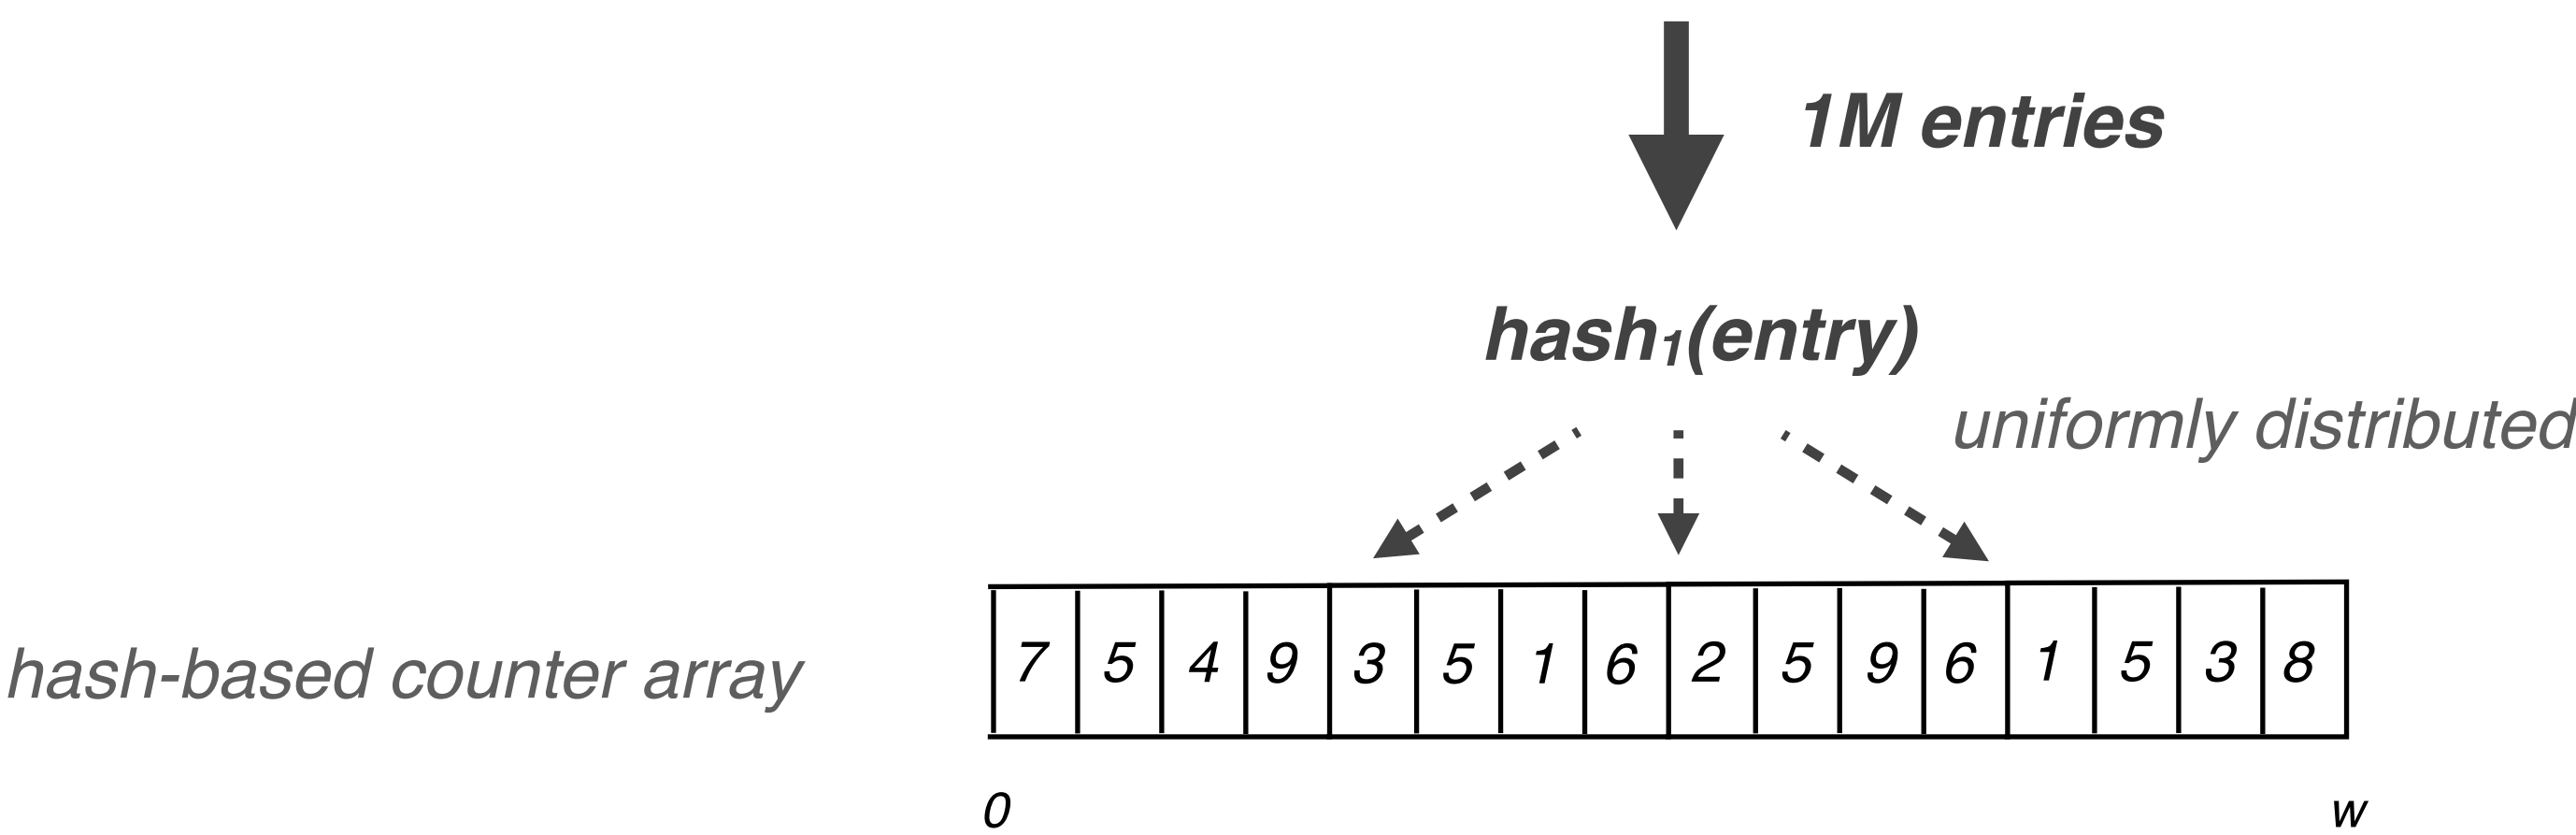 1M entries
hash₁(entry)
uniformly distributed
hash-based counter array
7 5 4 9 3 5 1 6 2 5 9 6 1 5 3 8
0 w